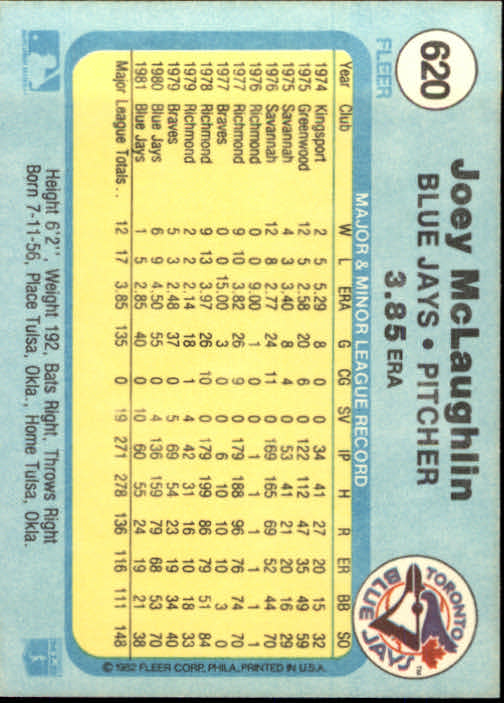 620
FLEER
Joey McLaughlin
BLUE JAYS • PITCHER
3.85 ERA
TORONTO
BLUE JAYS
TM
MAJOR & MINOR LEAGUE RECORD
Year Club W L ERA G CG SV IP H R ER BB SO
1974 Kingsport 2 5 5.29 8 0 0 34 41 27 20 15 32
1975 Greenwood 12 5 2.58 20 6 0 122 112 47 35 49 59
1975 Savannah 4 3 3.40 8 4 0 53 41 21 20 16 29
1976 Savannah 12 8 2.77 24 11 0 169 165 69 52 44 70
1976 Richmond 0 0 9.00 1 0 0 1 1 1 1 1 1
1977 Richmond 9 10 3.82 26 9 0 179 188 96 76 74 70
1977 Braves 0 0 15.00 3 0 0 6 10 10 10 3 0
1978 Richmond 9 13 3.97 26 10 0 179 199 86 79 51 84
1979 Richmond 2 2 2.14 18 0 1 42 31 16 10 18 33
1979 Braves 5 3 2.48 37 0 5 69 54 23 19 34 40
1980 Blue Jays 6 9 4.50 55 0 4 136 159 79 68 53 70
1981 Blue Jays 1 5 2.85 40 0 10 60 55 24 19 21 38
Major League Totals . . 12 17 3.85 135 0 19 271 278 136 116 111 148
© 1982 FLEER CORP., PHILA., PRINTED IN U.S.A.
Height 6'2'', Weight 192, Bats Right, Throws Right
Born 7-11-56, Place Tulsa, Okla., Home Tulsa, Okla.